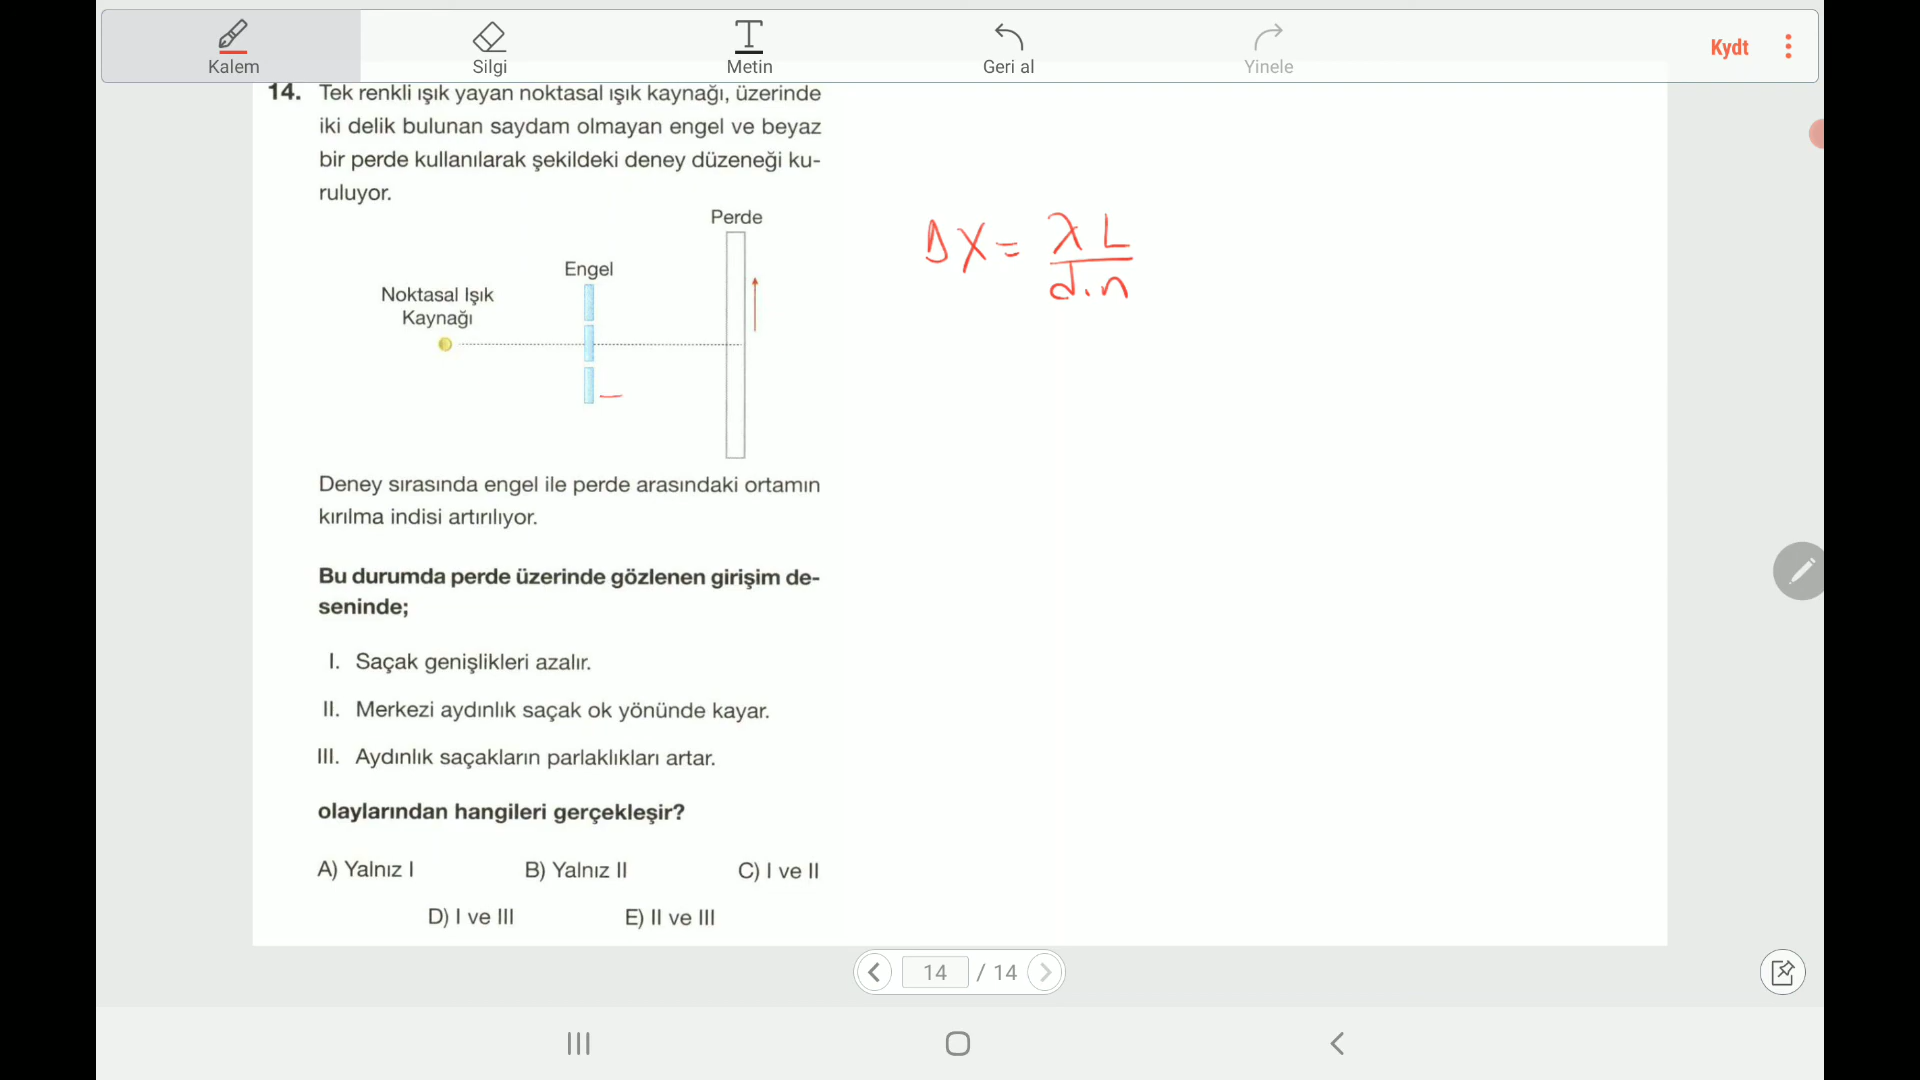 Kalem
Silgi
Metin
Geri al
Yinele
Kydt
14. Tek renkli ışık yayan noktasal ışık kaynağı, üzerinde
iki delik bulunan saydam olmayan engel ve beyaz
bir perde kullanılarak şekildeki deney düzeneği ku-
ruluyor.
Perde
Engel
Noktasal Işık
Kaynağı
ΔX = λL / d.n
Deney sırasında engel ile perde arasındaki ortamın
kırılma indisi artırılıyor.
Bu durumda perde üzerinde gözlenen girişim de-
seninde;
I. Saçak genişlikleri azalır.
II. Merkezi aydınlık saçak ok yönünde kayar.
III. Aydınlık saçakların parlaklıkları artar.
olaylarından hangileri gerçekleşir?
A) Yalnız I
B) Yalnız II
C) I ve II
D) I ve III
E) II ve III
14 / 14